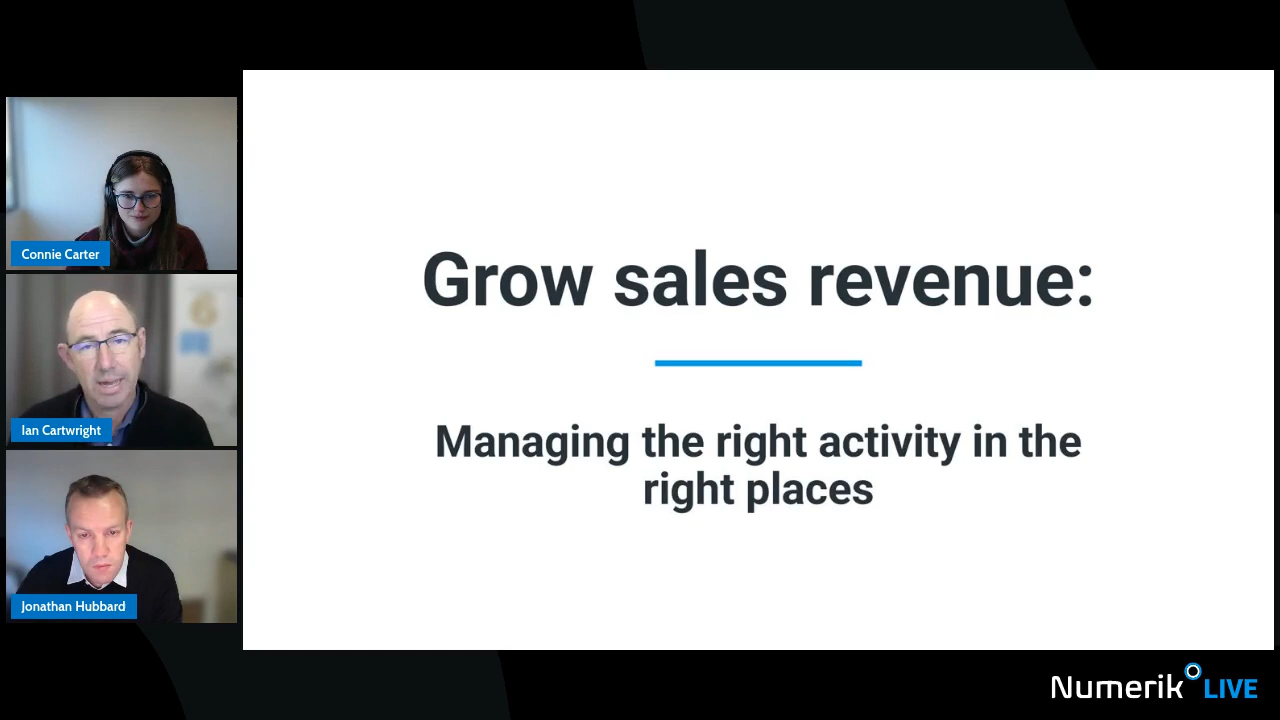 Connie Carter
Ian Cartwright
Jonathan Hubbard
Grow sales revenue:
Managing the right activity in the
right places
Numerik LIVE